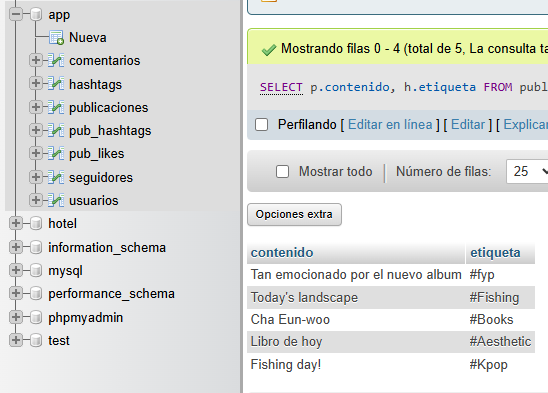 app
Nueva
comentarios
hashtags
publicaciones
pub_hashtags
pub_likes
seguidores
usuarios
hotel
information_schema
mysql
performance_schema
phpmyadmin
test
Mostrando filas 0 - 4 (total de 5, La consulta ta
SELECT p.contenido, h.etiqueta FROM publ
Perfilando [ Editar en línea ] [ Editar ] [ Explicar
Mostrar todo Número de filas: 25
Opciones extra
contenido etiqueta
Tan emocionado por el nuevo album #fyp
Today's landscape #Fishing
Cha Eun-woo #Books
Libro de hoy #Aesthetic
Fishing day! #Kpop